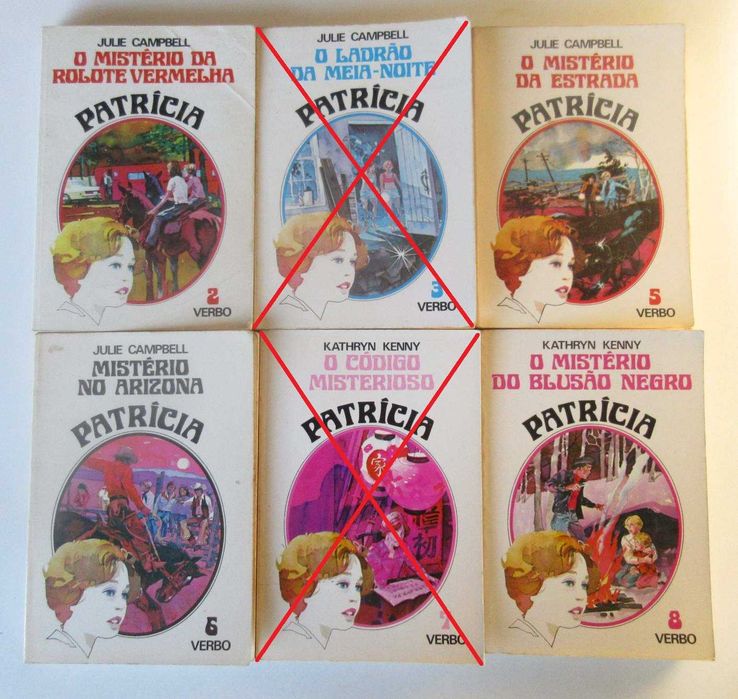 JULIE CAMPBELL
O MISTÉRIO DA
ROLOTE VERMELHA
PATRÍCIA
2
VERBO
JULIE CAMPBELL
O LADRÃO
DA MEIA-NOITE
PATRÍCIA
3
VERBO
JULIE CAMPBELL
O MISTÉRIO
DA ESTRADA
PATRÍCIA
5
VERBO
JULIE CAMPBELL
MISTÉRIO
NO ARIZONA
PATRÍCIA
6
VERBO
KATHRYN KENNY
O CÓDIGO
MISTERIOSO
PATRÍCIA
家
7
VERBO
KATHRYN KENNY
O MISTÉRIO
DO BLUSÃO NEGRO
PATRÍCIA
8
VERBO